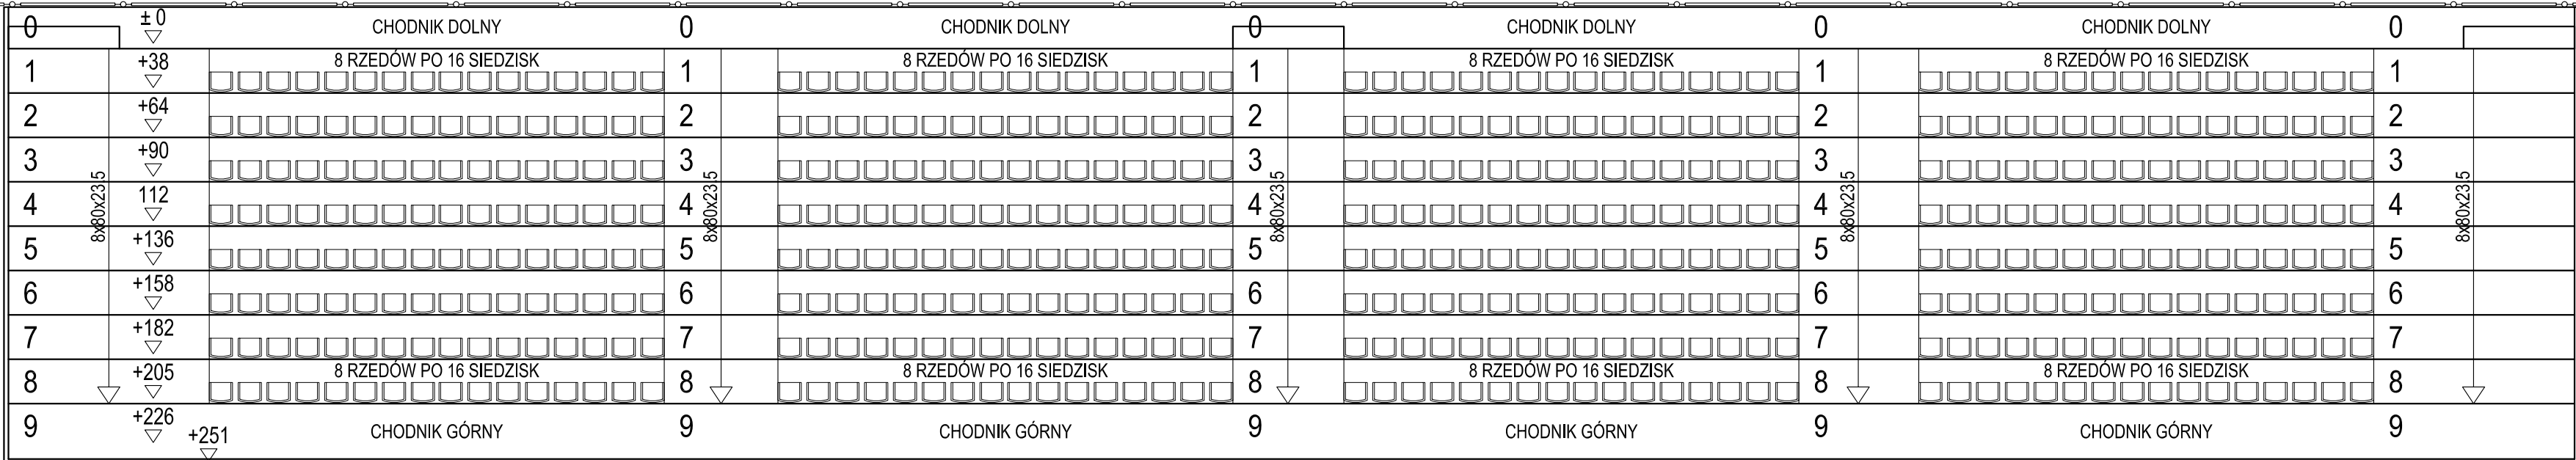 0 ± 0 CHODNIK DOLNY 0 CHODNIK DOLNY 0 CHODNIK DOLNY 0 CHODNIK DOLNY 0
8 RZEDÓW PO 16 SIEDZISK 8 RZEDÓW PO 16 SIEDZISK 8 RZEDÓW PO 16 SIEDZISK 8 RZEDÓW PO 16 SIEDZISK
1 +38 1 1 1 1
2 +64 2 2 2 2
3 +90 3 3 3 3
4 112 4 4 4 4
8x80x23.5 8x80x23.5 8x80x23.5 8x80x23.5 8x80x23.5
5 +136 5 5 5 5
6 +158 6 6 6 6
7 +182 7 7 7 7
8 RZEDÓW PO 16 SIEDZISK 8 RZEDÓW PO 16 SIEDZISK 8 RZEDÓW PO 16 SIEDZISK 8 RZEDÓW PO 16 SIEDZISK
8 +205 8 8 8 8
9 +226 +251 CHODNIK GÓRNY 9 CHODNIK GÓRNY 9 CHODNIK GÓRNY 9 CHODNIK GÓRNY 9